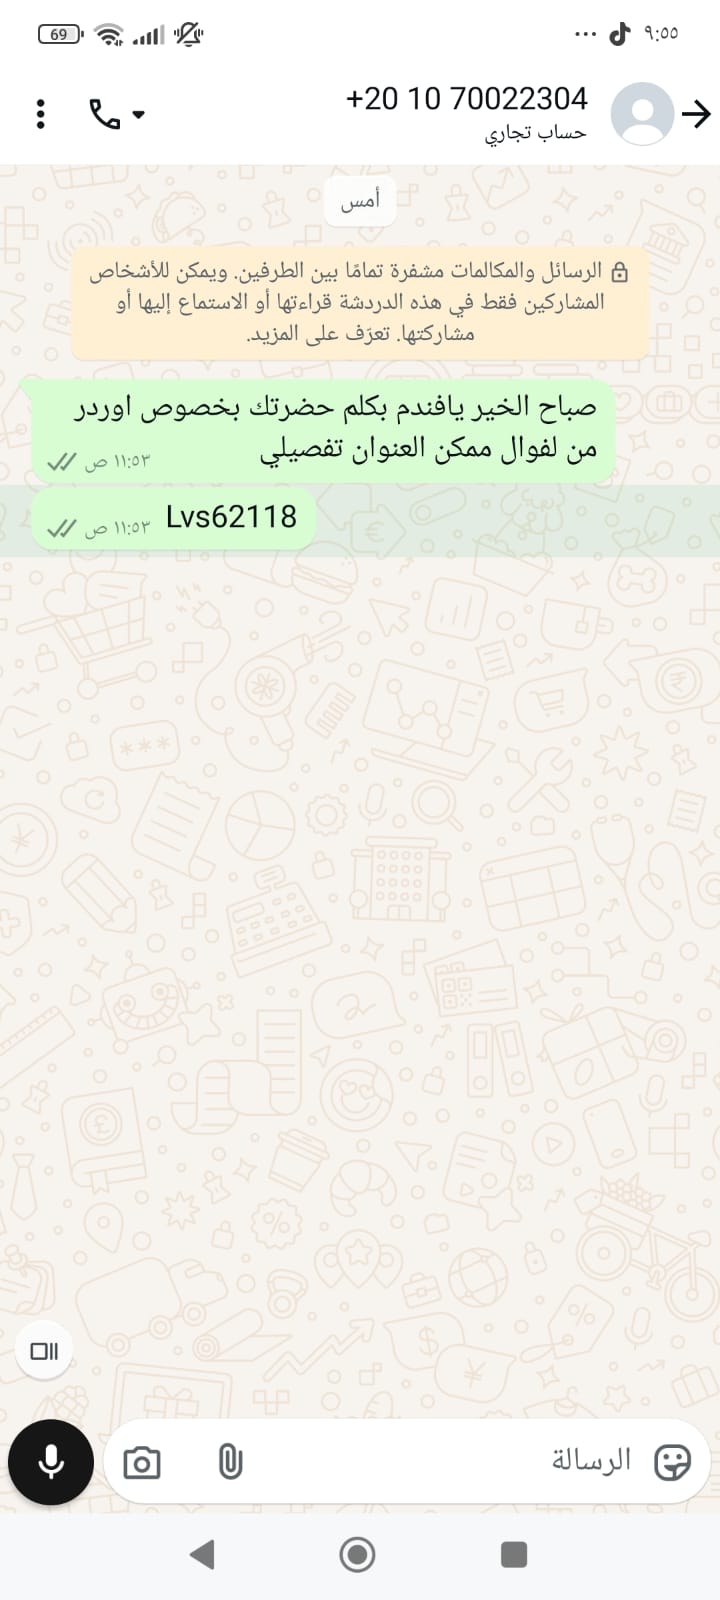 69
٩:٥٥
+20 10 70022304
حساب تجاري
أمس
الرسائل والمكالمات مشفرة تمامًا بين الطرفين. ويمكن للأشخاص
المشاركين فقط في هذه الدردشة قراءتها أو الاستماع إليها أو
مشاركتها. تعرّف على المزيد.
صباح الخير يافندم بكلم حضرتك بخصوص اوردر
من لفوال ممكن العنوان تفصيلي
١١:٥٣ ص
Lvs62118
١١:٥٣ ص
الرسالة